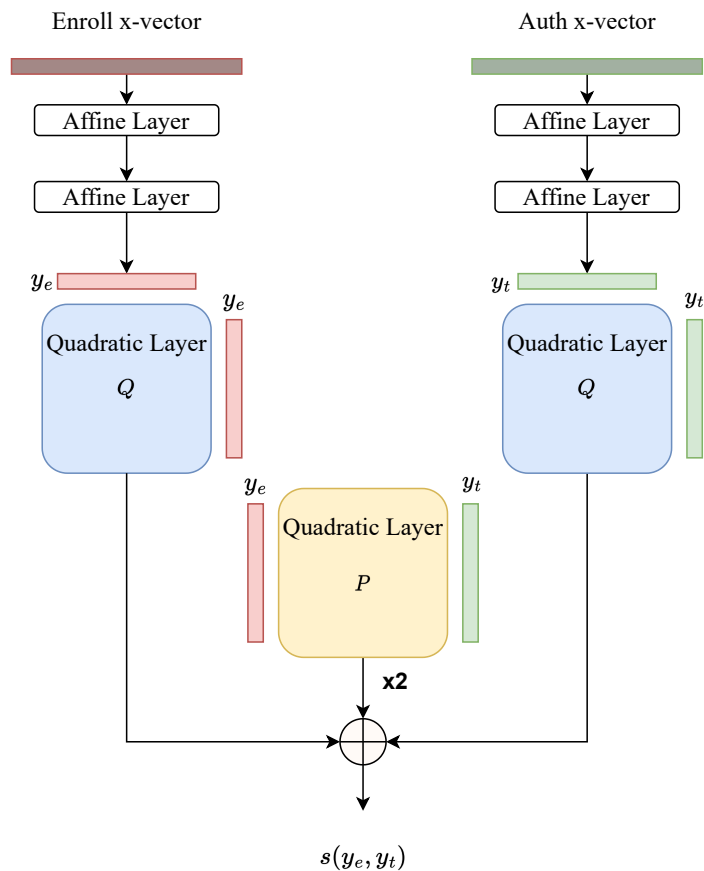 Enroll x-vector
Auth x-vector
Affine Layer
Affine Layer
Affine Layer
Affine Layer
y_e
y_t
y_e
y_t
Quadratic Layer
Q
Quadratic Layer
Q
y_e
y_t
Quadratic Layer
P
x2
s(y_e, y_t)